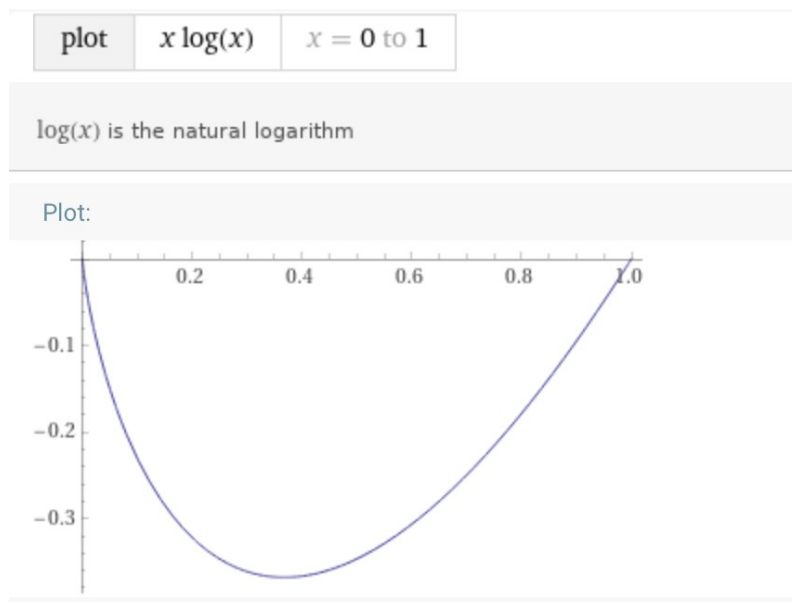 plot x log(x) x = 0 to 1
log(x) is the natural logarithm
Plot:
0.2 0.4 0.6 0.8 1.0
−0.1
−0.2
−0.3